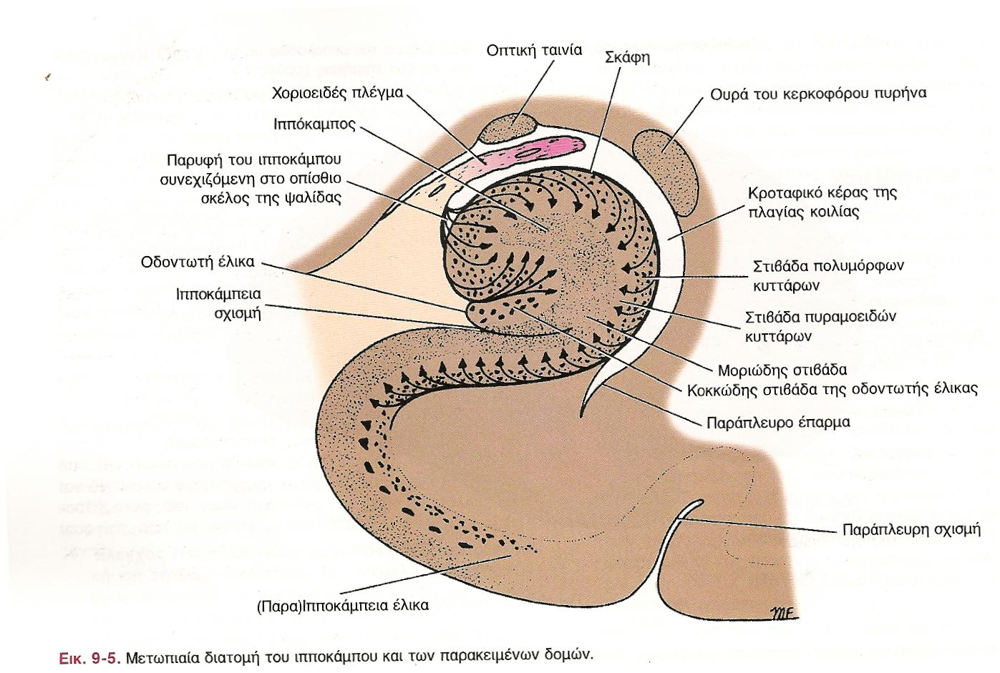 Οπτική ταινία
Σκάφη
Χοριοειδές πλέγμα
Ουρά του κερκοφόρου πυρήνα
Ιππόκαμπος
Παρυφή του ιπποκάμπου
συνεχιζόμενη στο οπίσθιο
σκέλος της ψαλίδας
Κροταφικό κέρας της
πλαγίας κοιλίας
Οδοντωτή έλικα
Στιβάδα πολυμόρφων
κυττάρων
Ιπποκάμπεια
σχισμή
Στιβάδα πυραμοειδών
κυττάρων
Μοριώδης στιβάδα
Κοκκώδης στιβάδα της οδοντωτής έλικας
Παράπλευρο έπαρμα
Παράπλευρη σχισμή
(Παρα)Ιπποκάμπεια έλικα
ME
Εικ. 9-5. Μετωπιαία διατομή του ιπποκάμπου και των παρακειμένων δομών.